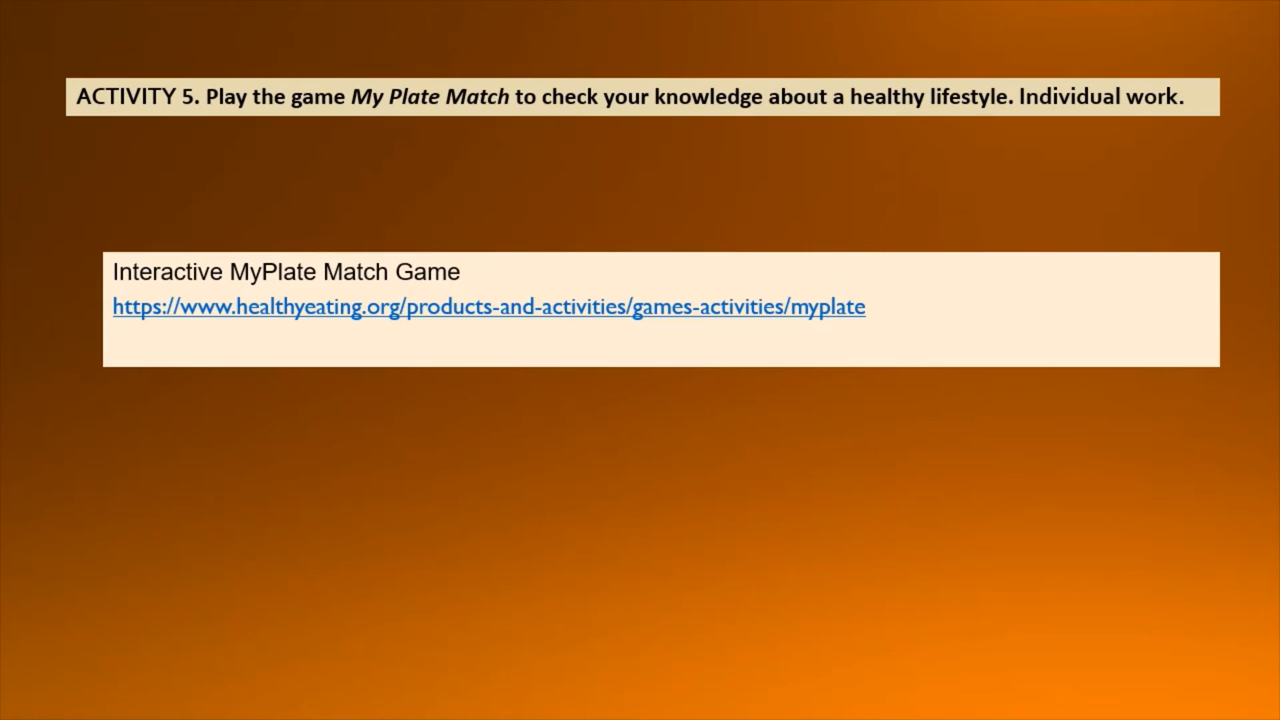 ACTIVITY 5. Play the game My Plate Match to check your knowledge about a healthy lifestyle. Individual work.
Interactive MyPlate Match Game
https://www.healthyeating.org/products-and-activities/games-activities/myplate